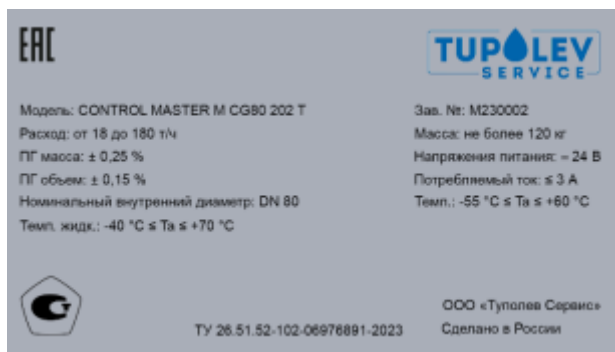 EAC
TUPOLEV
SERVICE
Модель: CONTROL MASTER M CG80 202 T
Расход: от 18 до 180 т/ч
ПГ масса: ± 0,25 %
ПГ объем: ± 0,15 %
Номинальный внутренний диаметр: DN 80
Темп. жидк.: -40 °C ≤ Ta ≤ +70 °C
Зав. №: M230002
Масса: не более 120 кг
Напряжения питания: – 24 В
Потребляемый ток: ≤ 3 А
Темп.: -55 °C ≤ Ta ≤ +60 °C
ТУ 26.51.52-102-06976891-2023
ООО «Туполев Сервис»
Сделано в России